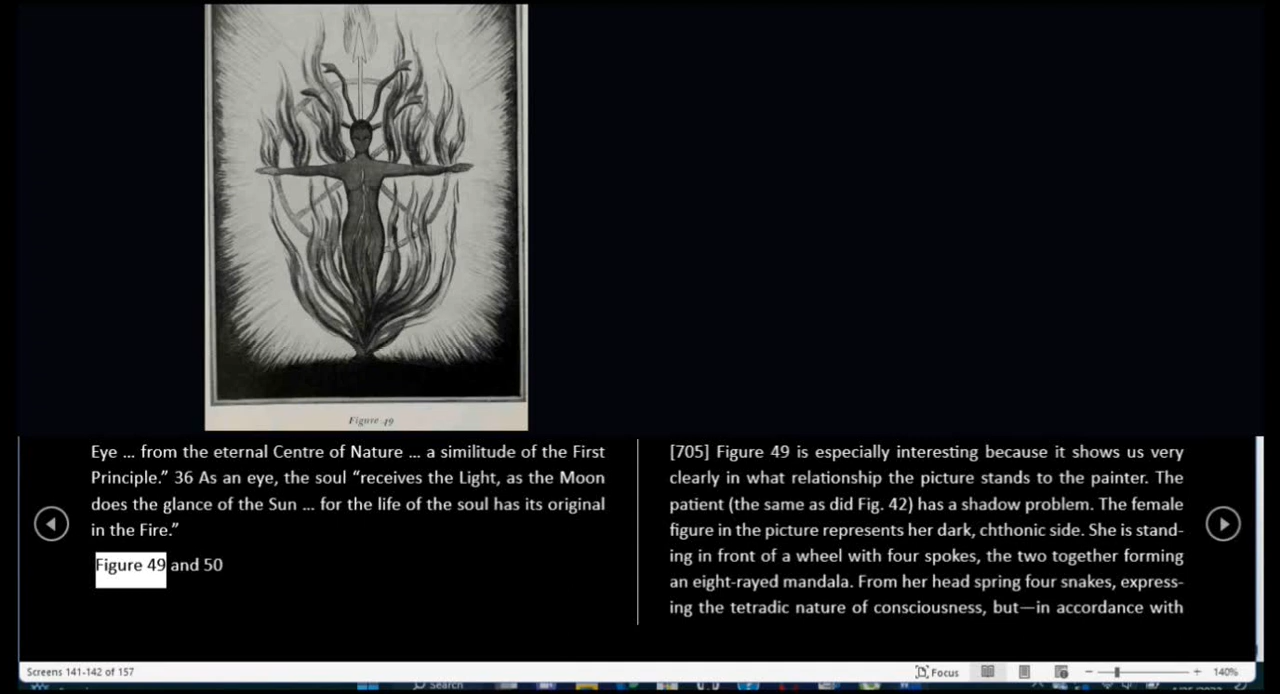 Figure 49
Eye ... from the eternal Centre of Nature ... a similitude of the First
Principle.” 36 As an eye, the soul “receives the Light, as the Moon
does the glance of the Sun ... for the life of the soul has its original
in the Fire.”
Figure 49 and 50
[705] Figure 49 is especially interesting because it shows us very
clearly in what relationship the picture stands to the painter. The
patient (the same as did Fig. 42) has a shadow problem. The female
figure in the picture represents her dark, chthonic side. She is stand-
ing in front of a wheel with four spokes, the two together forming
an eight-rayed mandala. From her head spring four snakes, express-
ing the tetradic nature of consciousness, but—in accordance with
Screens 141-142 of 157
Focus
140%
Search